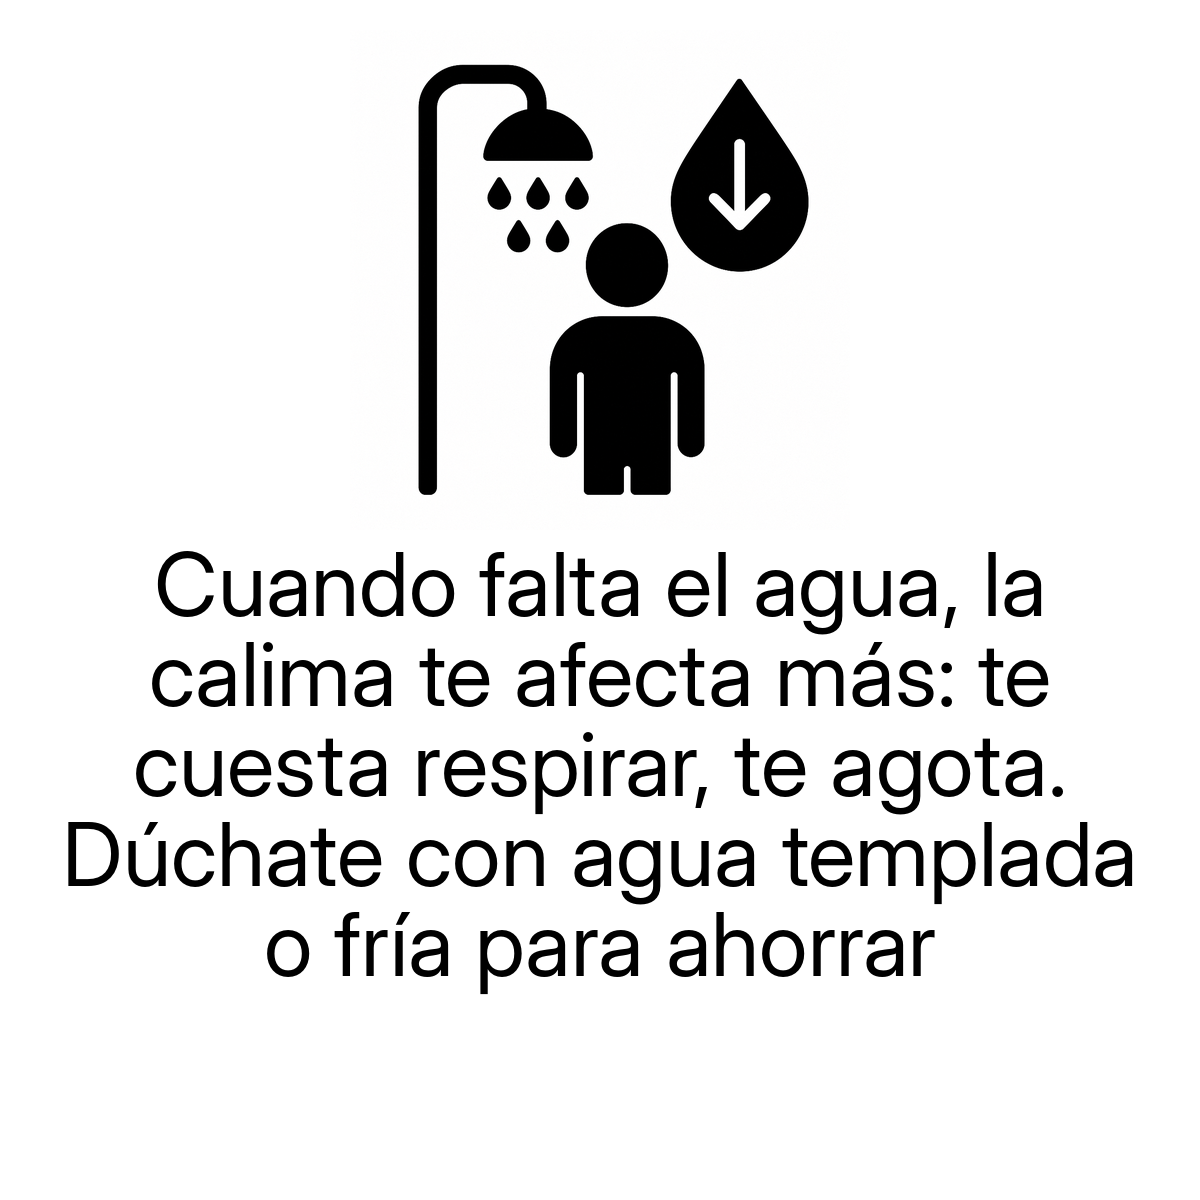 Cuando falta el agua, la
calima te afecta más: te
cuesta respirar, te agota.
Dúchate con agua templada
o fría para ahorrar